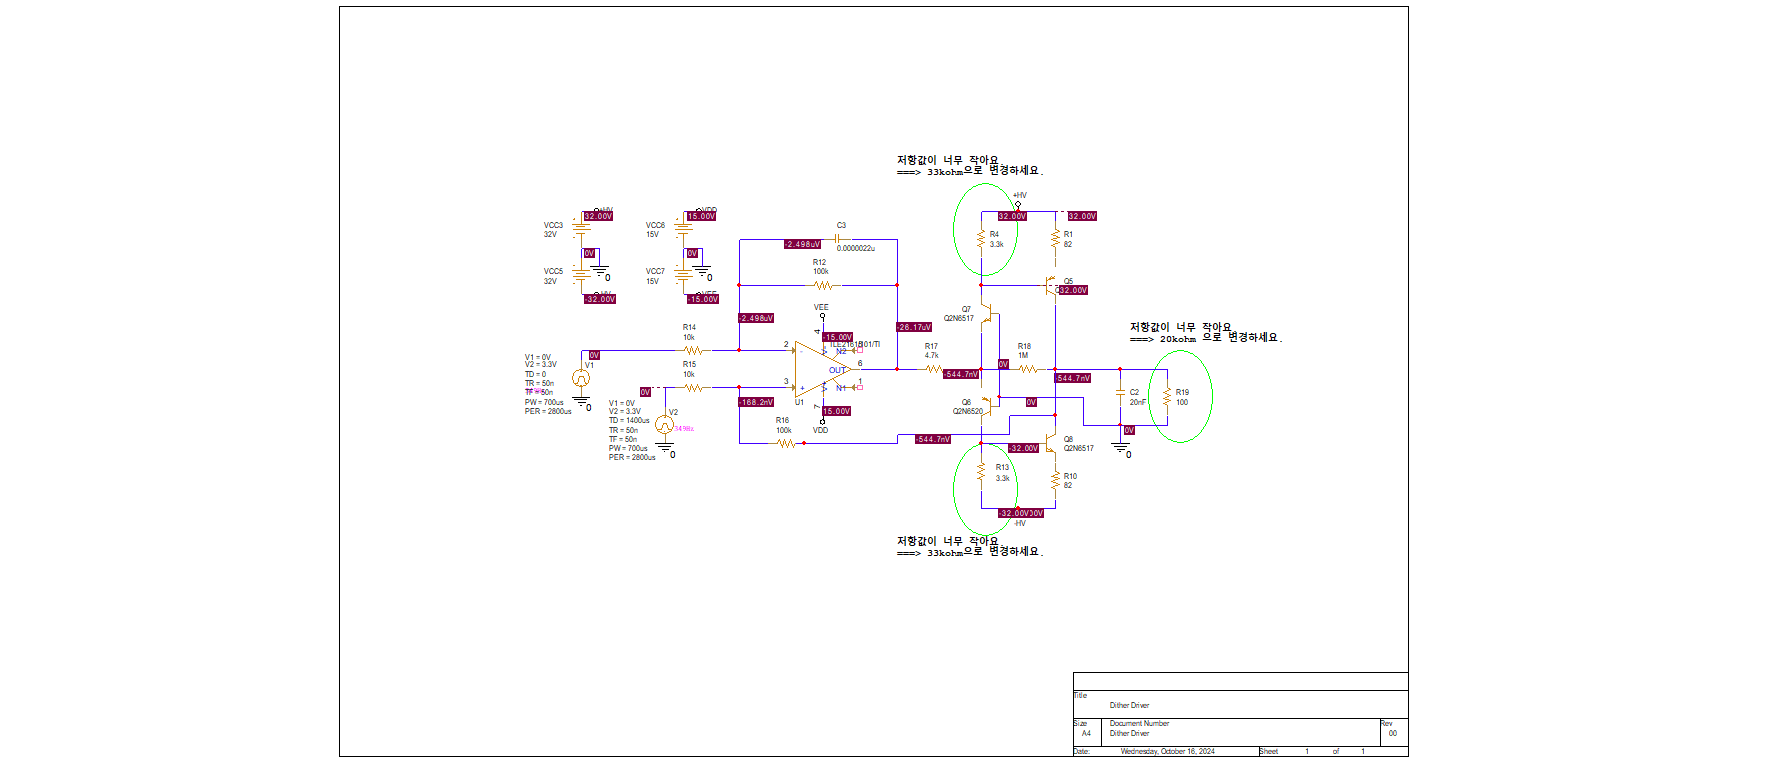 저항값이 너무 작아요.
===> 33kohm으로 변경하세요.
+HV
32.00V
32.00V
R4
3.3k
R1
82
Q5
32.00V
+HV
32.00V
VCC3
32V
0V
0
VCC5
32V
-32.00V
VDD
15.00V
VCC6
15V
0V
0
VCC7
15V
-15.00V
C3
0.0000022u
-2.498uV
R12
100k
-2.498uV
-26.17uV
VEE
4
-15.00V
R14
10k
0V
2
-
N2
5
OUT
6
3
+
N1
1
U1
7
15.00V
VDD
R15
10k
0V
-168.2nV
R16
100k
V1 = 0V
V2 = 3.3V
TD = 0
TR = 50n
TF = 50n
PW = 700us
PER = 2800us
V1
0
V1 = 0V
V2 = 3.3V
TD = 1400us
TR = 50n
TF = 50n
PW = 700us
PER = 2800us
V2
0
Q7
Q2N6517
R17
4.7k
-544.7nV
R18
1M
0V
-544.7nV
Q6
Q2N6520
0V
-544.7nV
-32.00V
Q8
Q2N6517
R13
3.3k
R10
82
-32.00V
-HV
저항값이 너무 작아요.
===> 33kohm으로 변경하세요.
저항값이 너무 작아요.
===> 20kohm 으로 변경하세요.
C2
20nF
R19
100
0V
0
Title
Dither Driver
Size
A4
Document Number
Dither Driver
Rev
00
Date:
Wednesday, October 16, 2024
Sheet
1
of
1